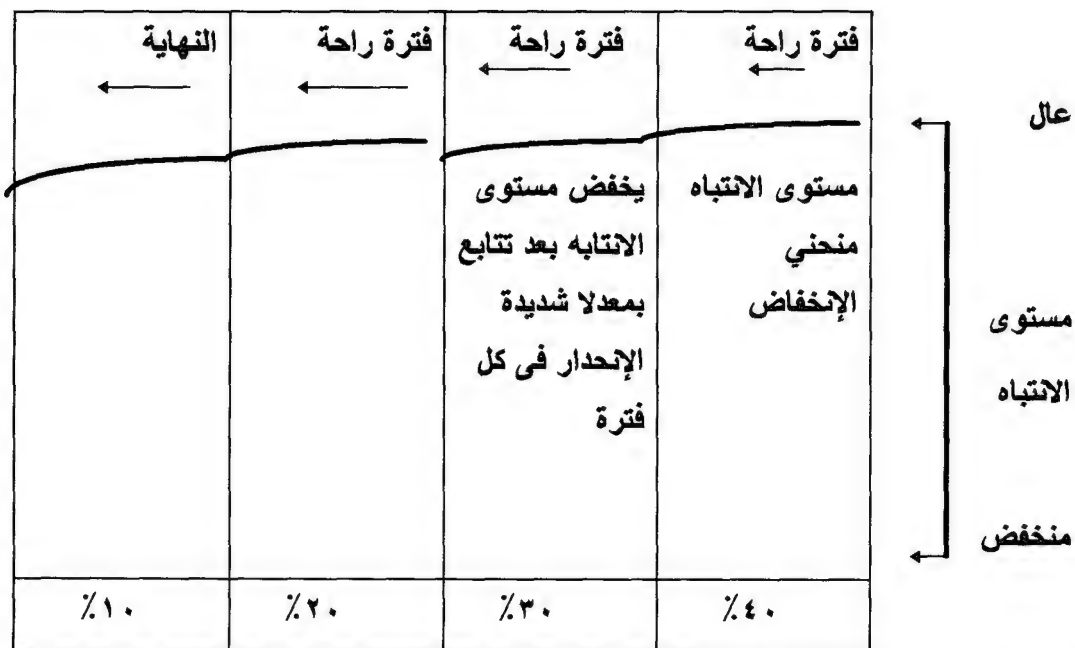 فترة راحة
فترة راحة
فترة راحة
النهاية
عال
مستوى الانتباه
منحني
الإنخفاض
يخفض مستوى
الانتابه بعد تتابع
بمعدلا شديدة
الإنحدار فى كل
فترة
مستوى
الانتباه
منخفض
٪٤٠
٪٣٠
٪٢٠
٪١٠